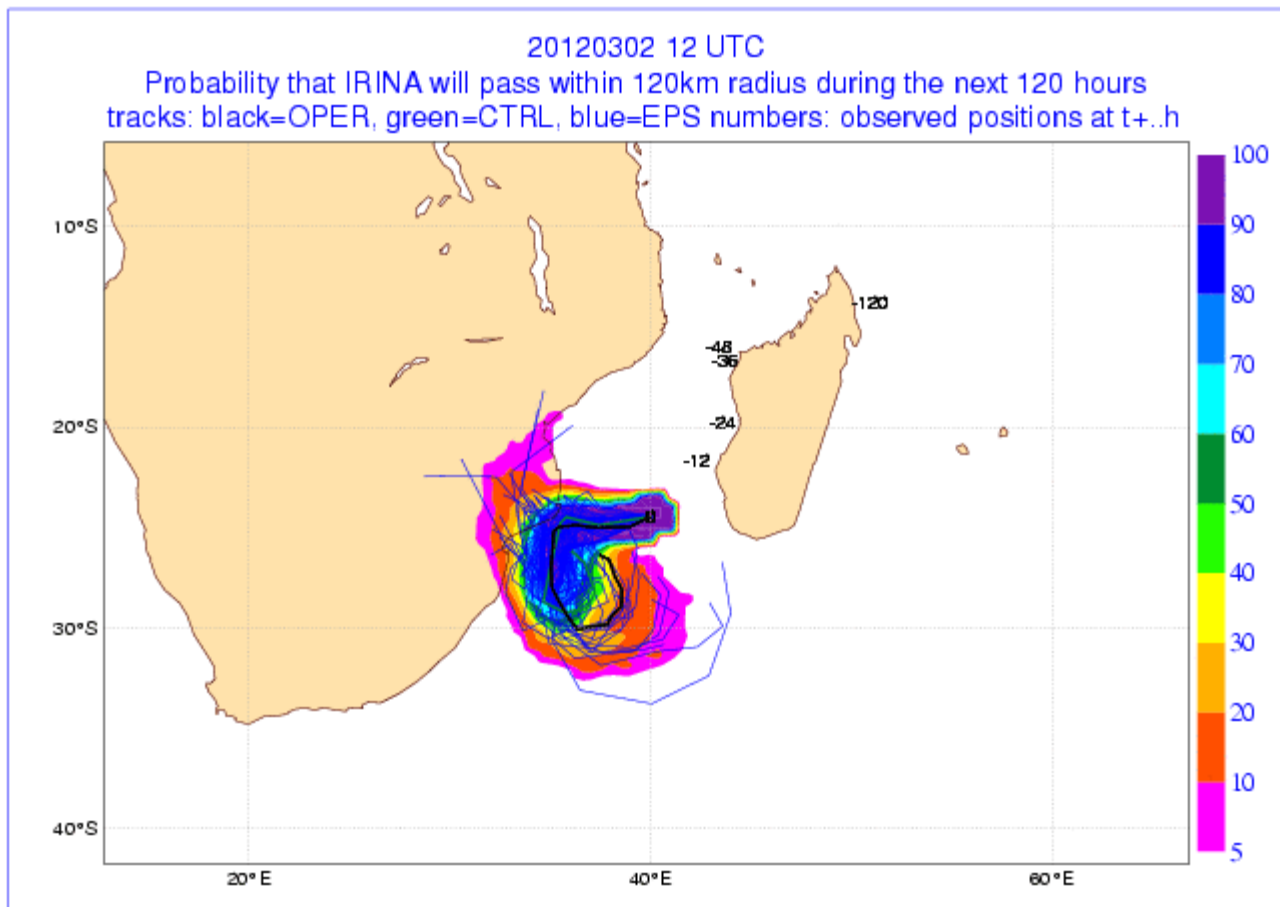 20120302 12 UTC
Probability that IRINA will pass within 120km radius during the next 120 hours
tracks: black=OPER, green=CTRL, blue=EPS numbers: observed positions at t+..h
100
90
80
70
60
50
40
30
20
10
5
10°S
20°S
30°S
40°S
-120
-48
-36
-24
-12
20°E
40°E
60°E